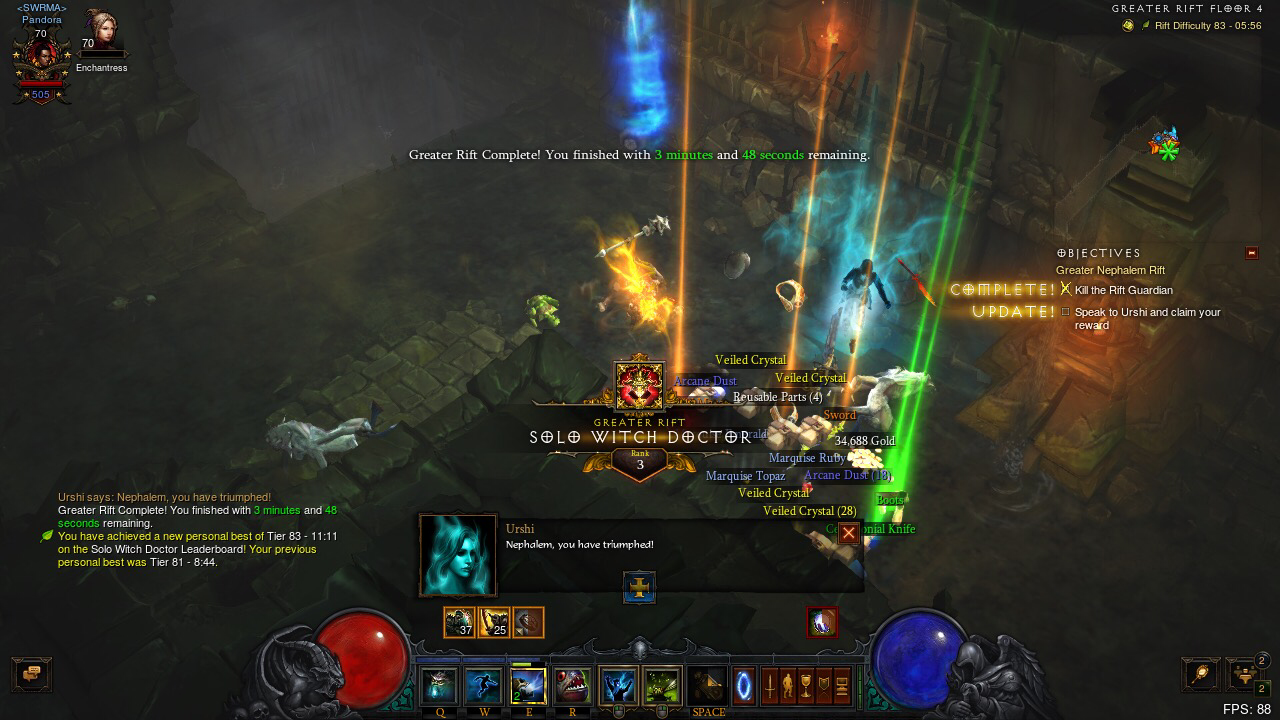 <SWRMA>
Pandora
70
505
70
Enchantress
GREATER RIFT FLOOR 4
Rift Difficulty 83 - 05:56
Greater Rift Complete! You finished with 3 minutes and 48 seconds remaining.
OBJECTIVES
Greater Nephalem Rift
COMPLETE! Kill the Rift Guardian
UPDATE! Speak to Urshi and claim your
reward
Veiled Crystal
Arcane Dust
Veiled Crystal
Reusable Parts (4)
Sword
34,688 Gold
Marquise Ruby
Marquise Topaz
Arcane Dust (18)
Veiled Crystal
Boots
Veiled Crystal (28)
Knife
GREATER RIFT
SOLO WITCH DOCTOR
Rank
3
Urshi says: Nephalem, you have triumphed!
Greater Rift Complete! You finished with 3 minutes and 48
seconds remaining.
You have achieved a new personal best of Tier 83 - 11:11
on the Solo Witch Doctor Leaderboard! Your previous
personal best was Tier 81 - 8:44.
Urshi
Nephalem, you have triumphed!
37
25
2
Q
W
E
R
SPACE
2
2
FPS: 88